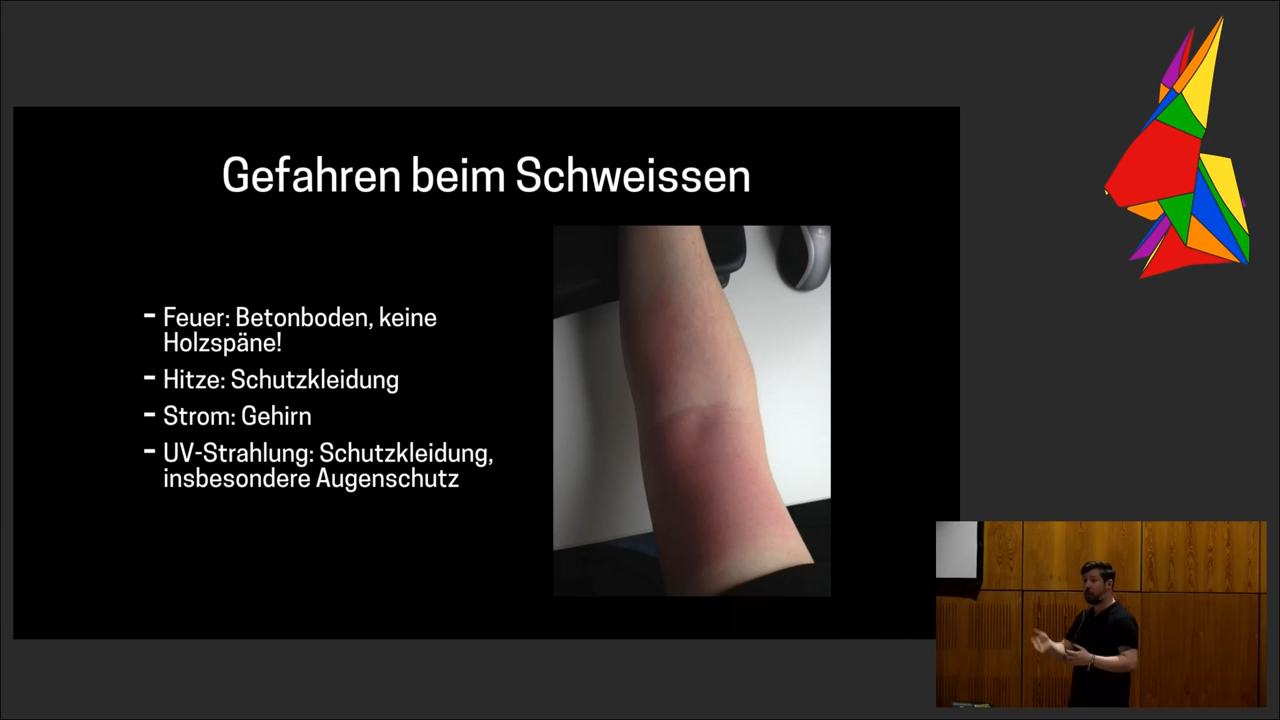 Gefahren beim Schweissen
- Feuer: Betonboden, keine
Holzspäne!
- Hitze: Schutzkleidung
- Strom: Gehirn
- UV-Strahlung: Schutzkleidung,
insbesondere Augenschutz